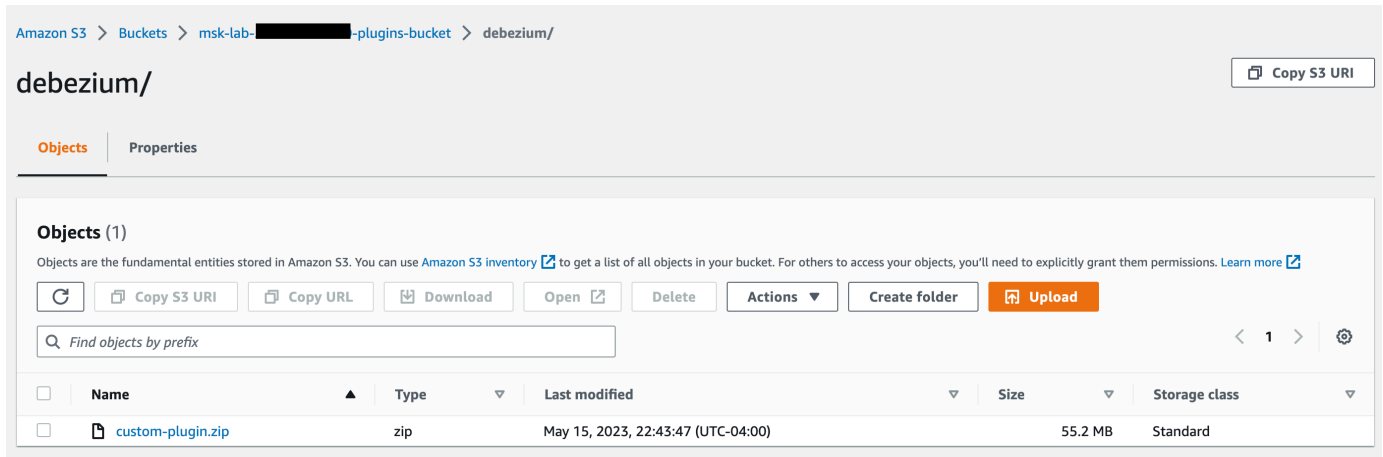 Amazon S3 > Buckets > msk-lab- -plugins-bucket > debezium/
debezium/
Copy S3 URI
Objects Properties
Objects (1)
Objects are the fundamental entities stored in Amazon S3. You can use Amazon S3 inventory to get a list of all objects in your bucket. For others to access your objects, you'll need to explicitly grant them permissions. Learn more
Copy S3 URI Copy URL Download Open Delete Actions Create folder Upload
Find objects by prefix
1
Name Type Last modified Size Storage class
custom-plugin.zip zip May 15, 2023, 22:43:47 (UTC-04:00) 55.2 MB Standard